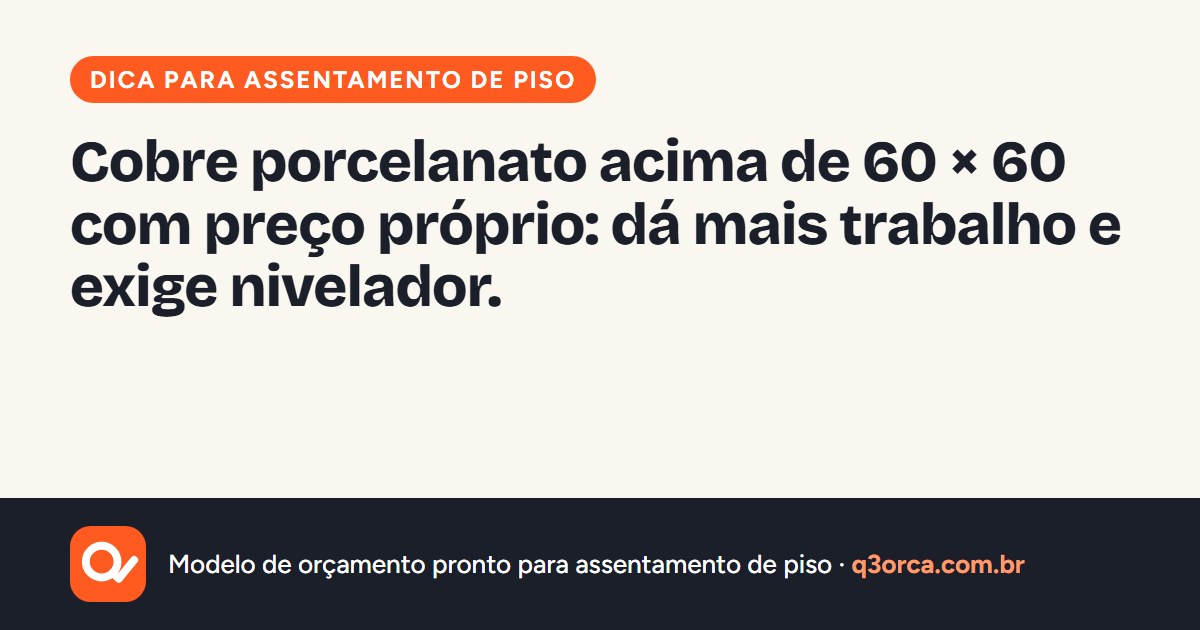 DICA PARA ASSENTAMENTO DE PISO
Cobre porcelanato acima de 60 × 60
com preço próprio: dá mais trabalho e
exige nivelador.
Modelo de orçamento pronto para assentamento de piso · q3orca.com.br